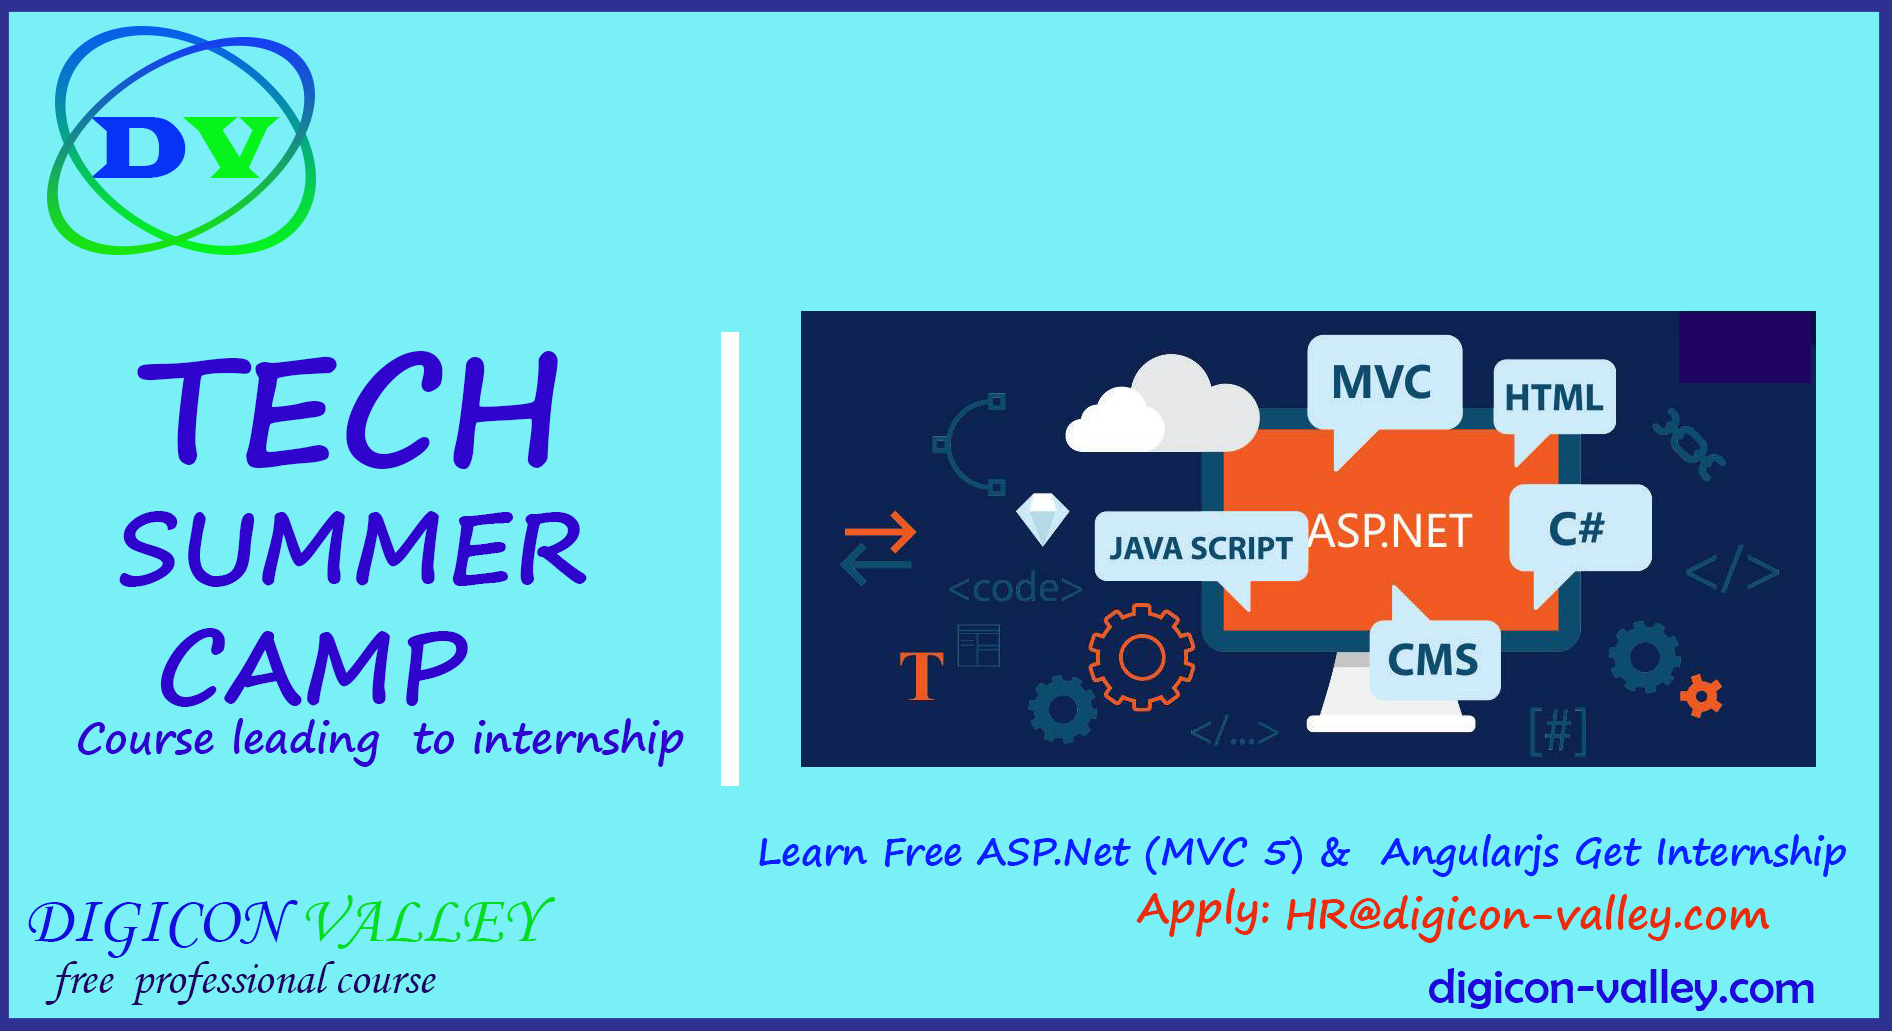 DV
TECH
SUMMER
CAMP
Course leading to internship
MVC
HTML
JAVA SCRIPT
ASP.NET
C#
<code>
</>
T
CMS
</...>
[#]
Learn Free ASP.Net (MVC 5) & Angularjs Get Internship
Apply: HR@digicon-valley.com
DIGICON VALLEY
free professional course
digicon-valley.com